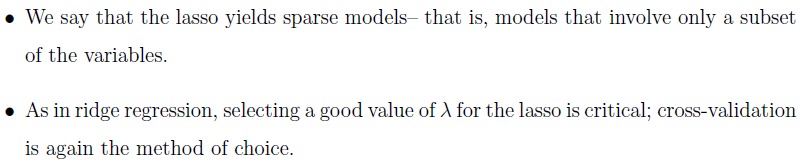 • We say that the lasso yields sparse models– that is, models that involve only a subset
of the variables.
• As in ridge regression, selecting a good value of λ for the lasso is critical; cross-validation
is again the method of choice.